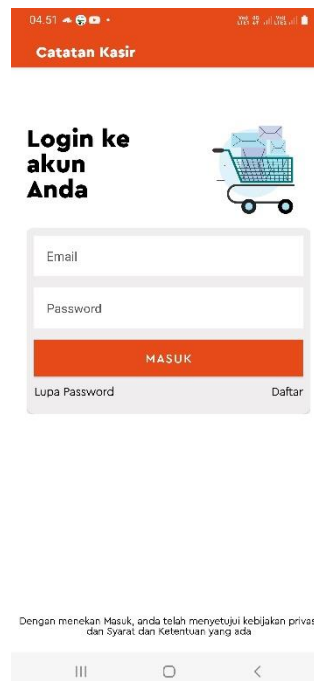 04.51
Catatan Kasir
Login ke
akun
Anda
Email
Password
MASUK
Lupa Password
Daftar
Dengan menekan Masuk, anda telah menyetujui kebijakan privas
dan Syarat dan Ketentuan yang ada